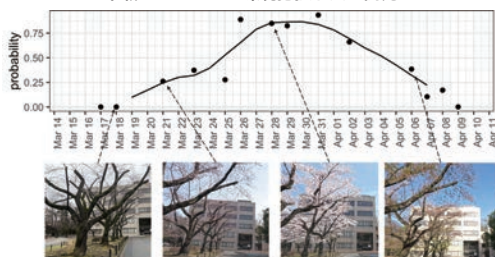 probability
0.75
0.50
0.25
0.00
Mar 14
Mar 15
Mar 16
Mar 17
Mar 18
Mar 19
Mar 20
Mar 21
Mar 22
Mar 23
Mar 24
Mar 25
Mar 26
Mar 27
Mar 28
Mar 29
Mar 30
Mar 31
Apr 01
Apr 02
Apr 03
Apr 04
Apr 05
Apr 06
Apr 07
Apr 08
Apr 09
Apr 10
Apr 11